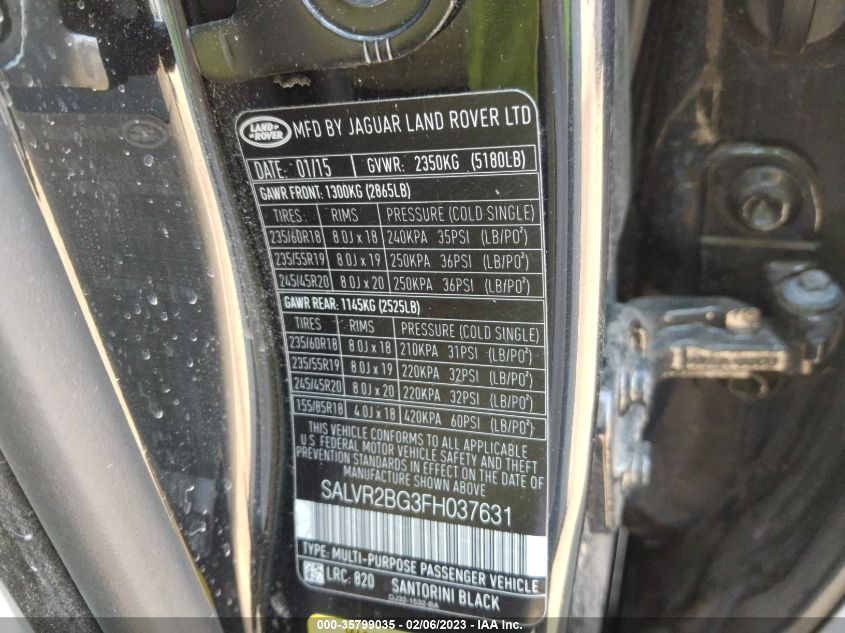 LAND ROVER MFD BY JAGUAR LAND ROVER LTD
DATE: 01/15 GVWR: 2350KG (5180LB)
GAWR FRONT: 1300KG (2865LB)
TIRES RIMS PRESSURE (COLD SINGLE)
235/60R18 8.0J x 18 240KPA 35PSI (LB/PO²)
235/55R19 8.0J x 19 250KPA 36PSI (LB/PO²)
245/45R20 8.0J x 20 250KPA 36PSI (LB/PO²)
GAWR REAR: 1145KG (2525LB)
TIRES RIMS PRESSURE (COLD SINGLE)
235/60R18 8.0J x 18 210KPA 31PSI (LB/PO²)
235/55R19 8.0J x 19 220KPA 32PSI (LB/PO²)
245/45R20 8.0J x 20 220KPA 32PSI (LB/PO²)
155/85R18 4.0J x 18 420KPA 60PSI (LB/PO²)
THIS VEHICLE CONFORMS TO ALL APPLICABLE
U.S. FEDERAL MOTOR VEHICLE SAFETY AND THEFT
PREVENTION STANDARDS IN EFFECT ON THE DATE OF
MANUFACTURE SHOWN ABOVE
SALVR2BG3FH037631
TYPE: MULTI-PURPOSE PASSENGER VEHICLE
LRC: 820 SANTORINI BLACK
000-35799035 - 02/06/2023 - 1 OF 1